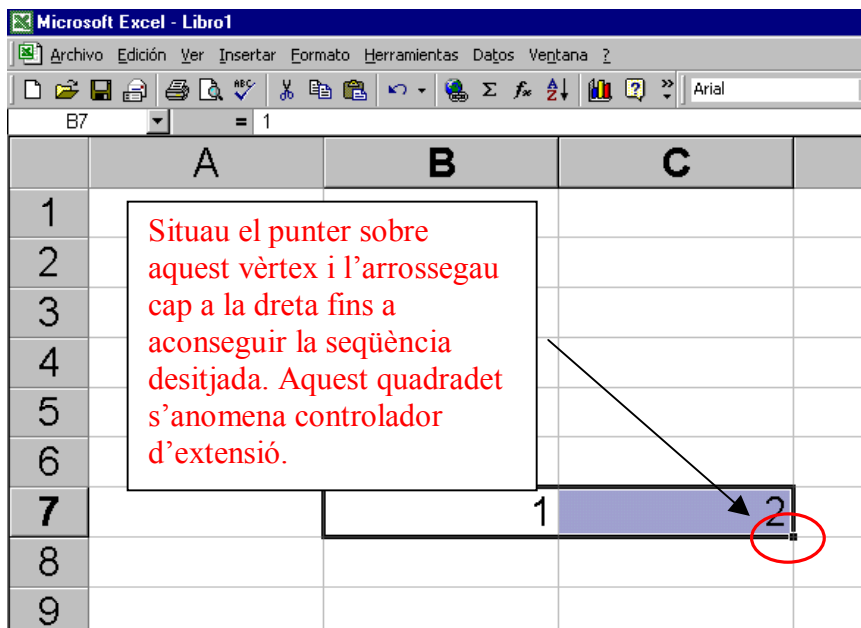 Microsoft Excel - Libro1
Archivo Edición Ver Insertar Formato Herramientas Datos Ventana ?
ABC Σ fx A Z ? » Arial
B7 = 1
A B C
1
Situau el punter sobre
2
aquest vèrtex i l’arrossegau
cap a la dreta fins a
3
aconseguir la seqüència
4
desitjada. Aquest quadradet
5
s’anomena controlador
d’extensió.
6
7 1 2
8
9